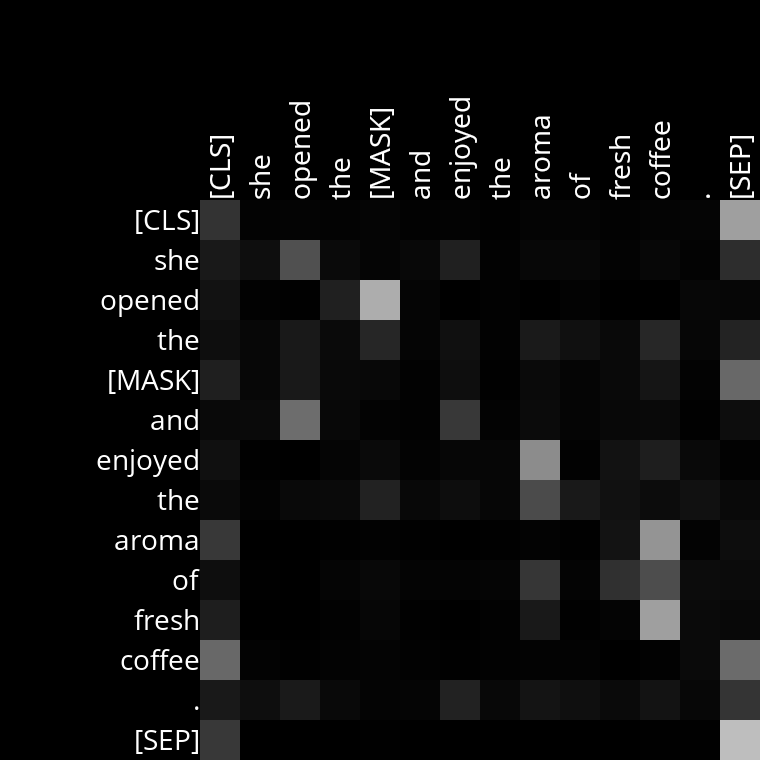 [CLS] she opened the [MASK] and enjoyed the aroma of fresh coffee . [SEP]
[CLS]
she
opened
the
[MASK]
and
enjoyed
the
aroma
of
fresh
coffee
.
[SEP]